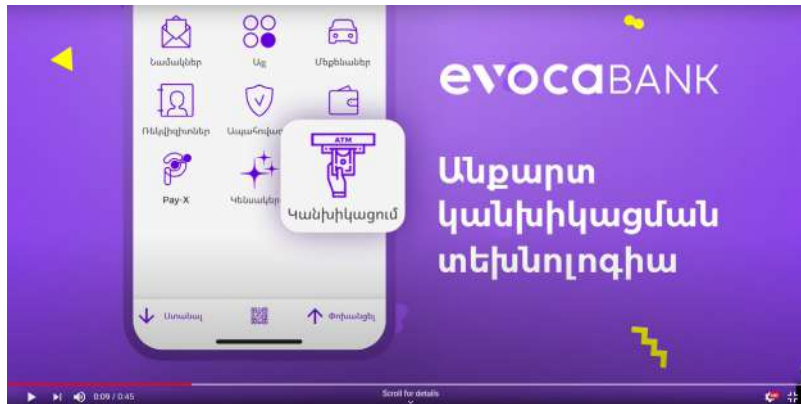 Նամակներ
Այլ
Մեքենաներ
evocaBANK
Ռեկվիզիտներ
ATM
Կանխիկացում
Pay-X
Անքարտ
կանխիկացման
տեխնոլոգիա
Ստանալ
Փոխանցել
0:09 / 0:45
Scroll for details